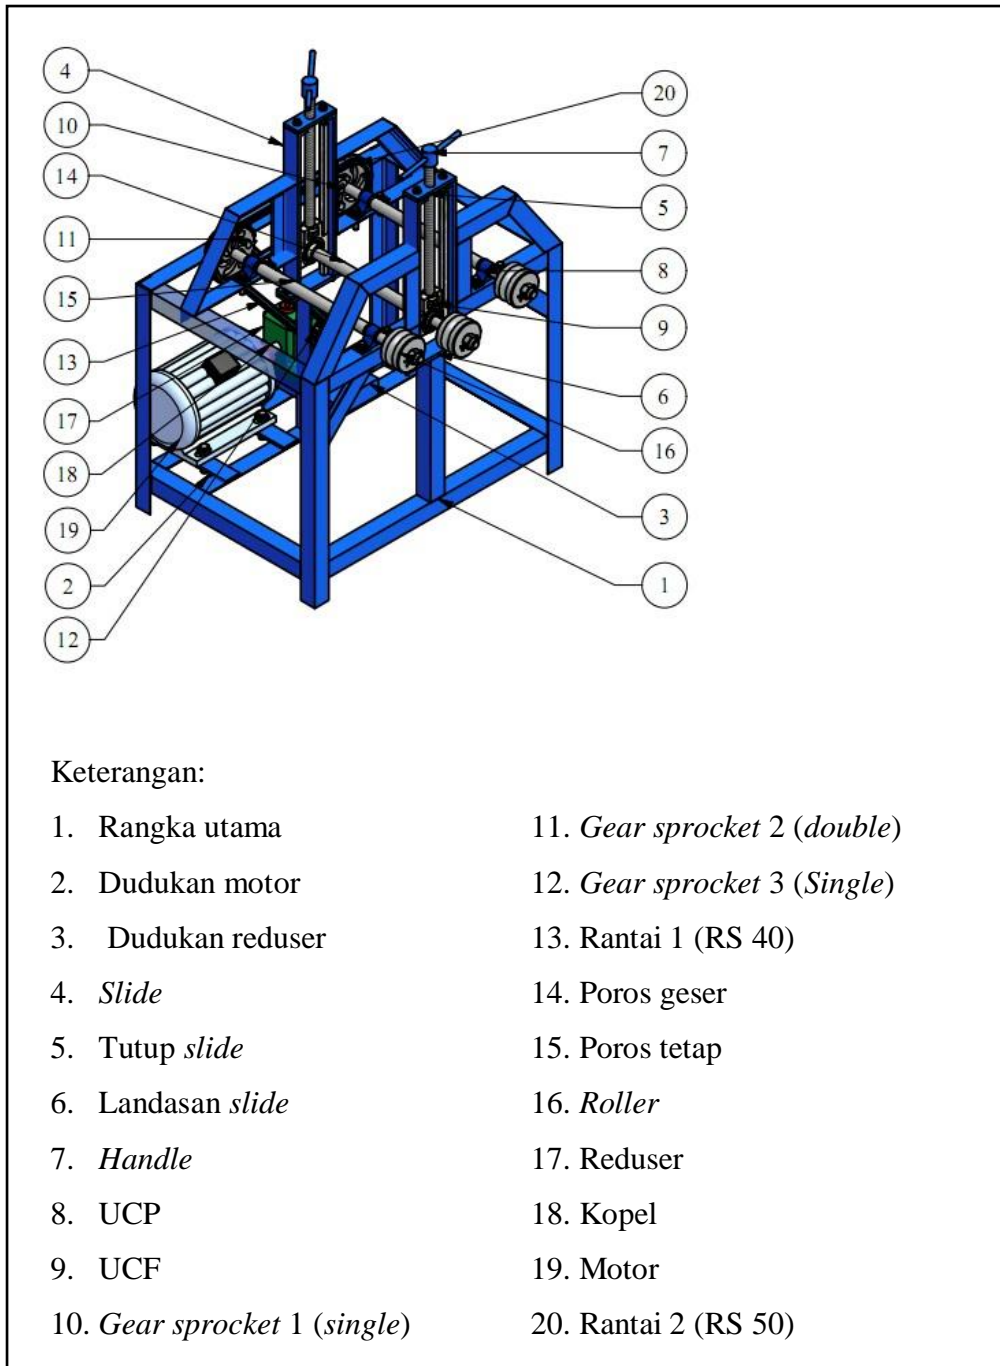 4
10
14
11
15
13
17
18
19
2
12
20
7
5
8
9
6
16
3
1
Keterangan:
1. Rangka utama
2. Dudukan motor
3. Dudukan reduser
4. Slide
5. Tutup slide
6. Landasan slide
7. Handle
8. UCP
9. UCF
10. Gear sprocket 1 (single)
11. Gear sprocket 2 (double)
12. Gear sprocket 3 (Single)
13. Rantai 1 (RS 40)
14. Poros geser
15. Poros tetap
16. Roller
17. Reduser
18. Kopel
19. Motor
20. Rantai 2 (RS 50)